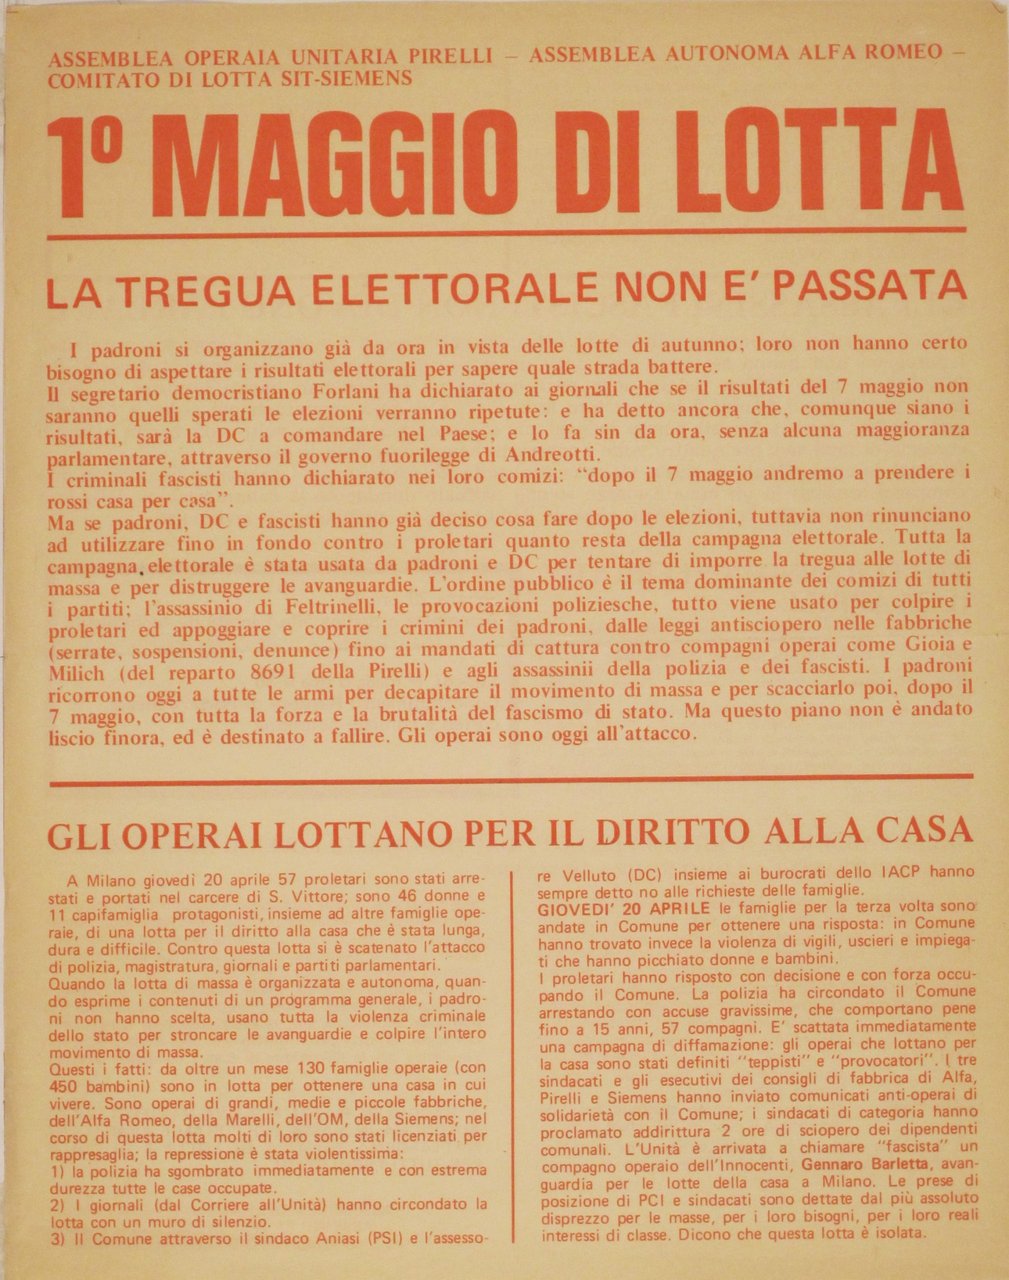 ASSEMBLEA OPERAIA UNITARIA PIRELLI – ASSEMBLEA AUTONOMA ALFA ROMEO –
COMITATO DI LOTTA SIT-SIEMENS
1º MAGGIO DI LOTTA
LA TREGUA ELETTORALE NON E' PASSATA
I padroni si organizzano già da ora in vista delle lotte di autunno; loro non hanno certo
bisogno di aspettare i risultati elettorali per sapere quale strada battere.
Il segretario democristiano Forlani ha dichiarato ai giornali che se il risultati del 7 maggio non
saranno quelli sperati le elezioni verranno ripetute: e ha detto ancora che, comunque siano i
risultati, sarà la DC a comandare nel Paese; e lo fa sin da ora, senza alcuna maggioranza
parlamentare, attraverso il governo fuorilegge di Andreotti.
I criminali fascisti hanno dichiarato nei loro comizi: "dopo il 7 maggio andremo a prendere i
rossi casa per casa".
Ma se padroni, DC e fascisti hanno già deciso cosa fare dopo le elezioni, tuttavia non rinunciano
ad utilizzare fino in fondo contro i proletari quanto resta della campagna elettorale. Tutta la
campagna elettorale è stata usata da padroni e DC per tentare di imporre la tregua alle lotte di
massa e per distruggere le avanguardie. L'ordine pubblico è il tema dominante dei comizi di tutti
i partiti; l'assassinio di Feltrinelli, le provocazioni poliziesche, tutto viene usato per colpire i
proletari ed appoggiare e coprire i crimini dei padroni, dalle leggi antisciopero nelle fabbriche
(serrate, sospensioni, denunce) fino ai mandati di cattura contro compagni operai come Gioia e
Milich (del reparto 8691 della Pirelli) e agli assassinii della polizia e dei fascisti. I padroni
ricorrono oggi a tutte le armi per decapitare il movimento di massa e per scacciarlo poi, dopo il
7 maggio, con tutta la forza e la brutalità del fascismo di stato. Ma questo piano non è andato
liscio finora, ed è destinato a fallire. Gli operai sono oggi all'attacco.
GLI OPERAI LOTTANO PER IL DIRITTO ALLA CASA
A Milano giovedì 20 aprile 57 proletari sono stati arre-
stati e portati nel carcere di S. Vittore; sono 46 donne e
11 capifamiglia protagonisti, insieme ad altre famiglie ope-
raie, di una lotta per il diritto alla casa che è stata lunga,
dura e difficile. Contro questa lotta si è scatenato l'attacco
di polizia, magistratura, giornali e partiti parlamentari.
Quando la lotta di massa è organizzata e autonoma, quan-
do esprime i contenuti di un programma generale, i padro-
ni non hanno scelta, usano tutta la violenza criminale
dello stato per stroncare le avanguardie e colpire l'intero
movimento di massa.
Questi i fatti: da oltre un mese 130 famiglie operaie (con
450 bambini) sono in lotta per ottenere una casa in cui
vivere. Sono operai di grandi, medie e piccole fabbriche,
dell'Alfa Romeo, della Marelli, dell'OM, della Siemens; nel
corso di questa lotta molti di loro sono stati licenziati per
rappresaglia; la repressione è stata violentissima:
1) la polizia ha sgombrato immediatamente e con estrema
durezza tutte le case occupate.
2) I giornali (dal Corriere all'Unità) hanno circondato la
lotta con un muro di silenzio.
3) Il Comune attraverso il sindaco Aniasi (PSI) e l'assesso-
re Velluto (DC) insieme ai burocrati dello IACP hanno
sempre detto no alle richieste delle famiglie.
GIOVEDI' 20 APRILE le famiglie per la terza volta sono
andate in Comune per ottenere una risposta: in Comune
hanno trovato invece la violenza di vigili, uscieri e impiega-
ti che hanno picchiato donne e bambini.
I proletari hanno risposto con decisione e con forza occu-
pando il Comune. La polizia ha circondato il Comune
arrestando con accuse gravissime, che comportano pene
fino a 15 anni, 57 compagni. E' scattata immediatamente
una campagna di diffamazione: gli operai che lottano per
la casa sono stati definiti "teppisti" e "provocatori". I tre
sindacati e gli esecutivi dei consigli di fabbrica di Alfa,
Pirelli e Siemens hanno inviato comunicati anti-operai di
solidarietà con il Comune; i sindacati di categoria hanno
proclamato addirittura 2 ore di sciopero dei dipendenti
comunali. L'Unità è arrivata a chiamare "fascista" un
compagno operaio dell'Innocenti, Gennaro Barletta, avan-
guardia per le lotte della casa a Milano. Le prese di
posizione di PCI e sindacati sono dettate dal più assoluto
disprezzo per le masse, per i loro bisogni, per i loro reali
interessi di classe. Dicono che questa lotta è isolata.